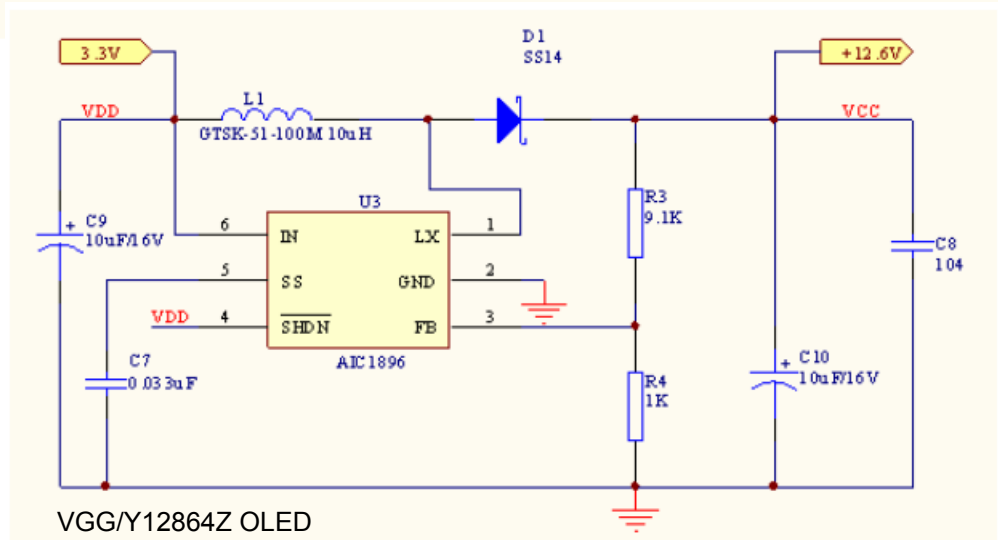 D1
SS14
3.3V
+12.6V
VDD
L1
GTSK-51-100M 10uH
VCC
C9
10uF/16V
U3
R3
9.1K
6
IN
LX
1
C8
104
5
SS
GND
2
VDD
4
SHDN
FB
3
AIC1896
C7
0.033uF
R4
1K
C10
10uF/16V
VGG/Y12864Z OLED